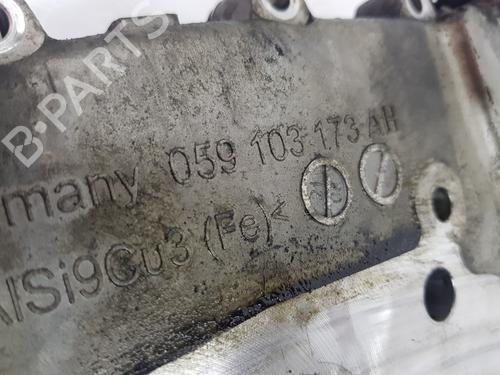 B-PARTS
many 059 103 173 AH
AlSi9Cu3 (Fe)<